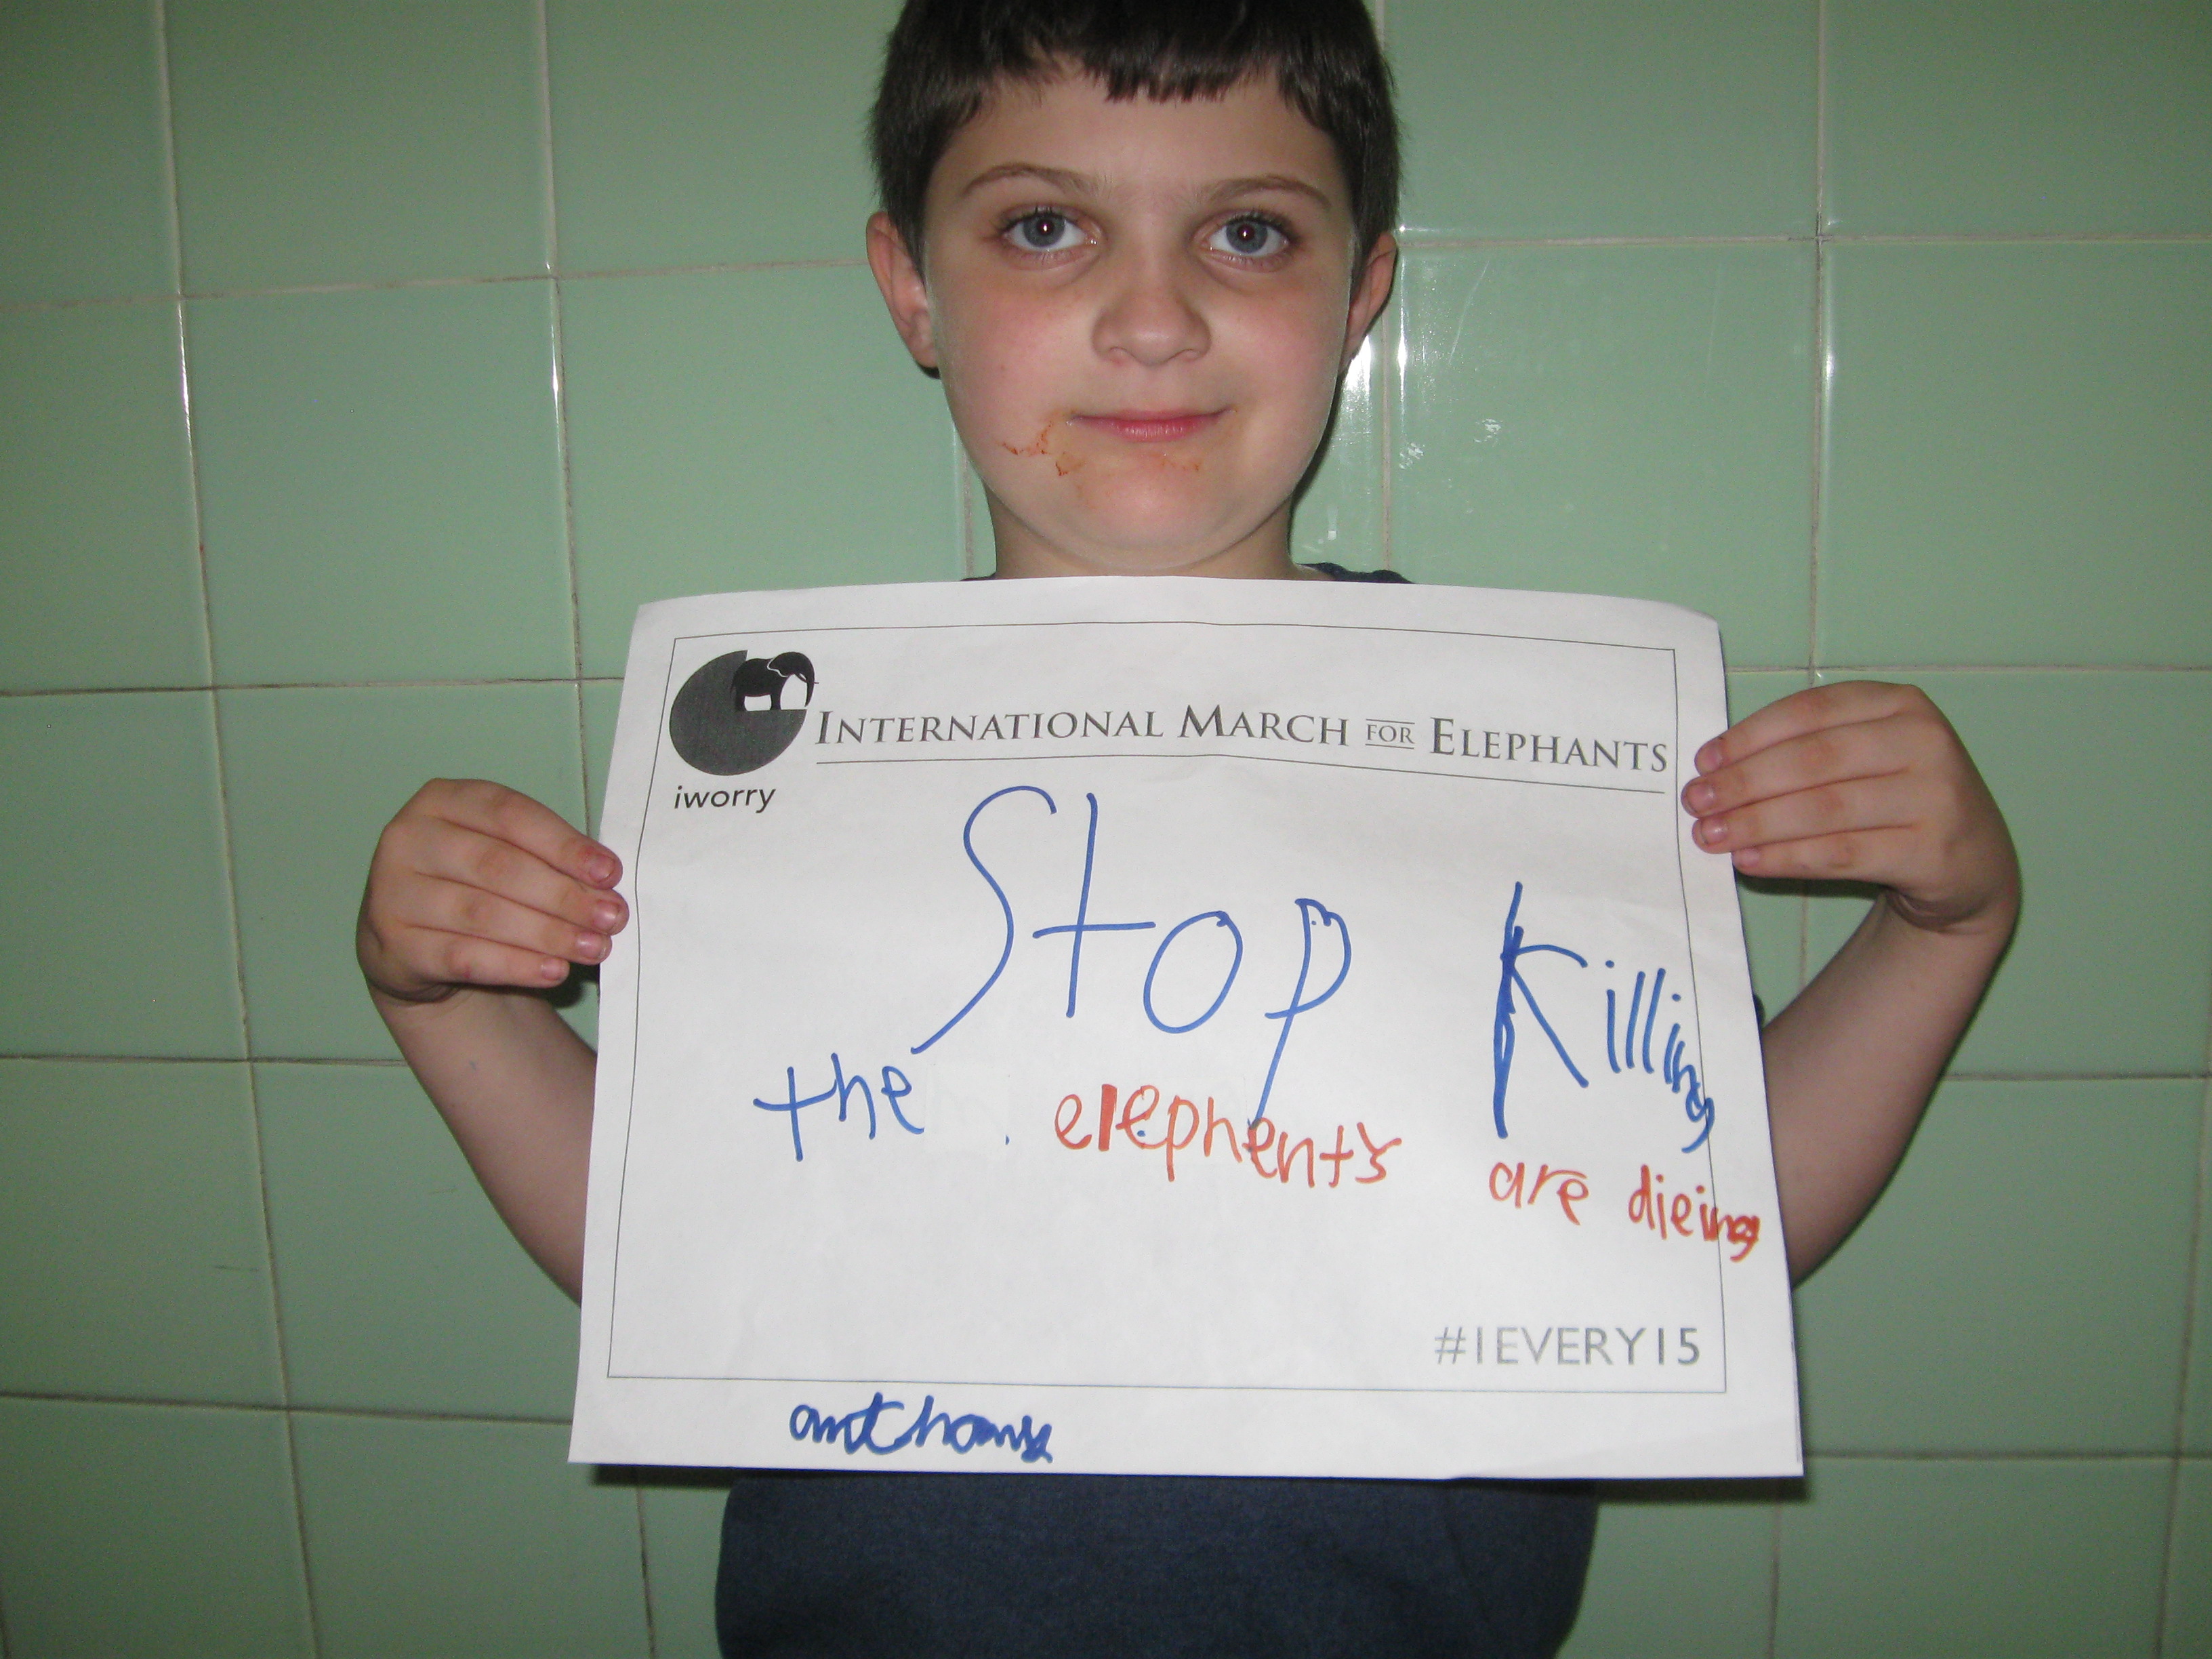 INTERNATIONAL MARCH FOR ELEPHANTS
iworry
Stop Killing
the elephents are dieing
#1EVERY15
anthony